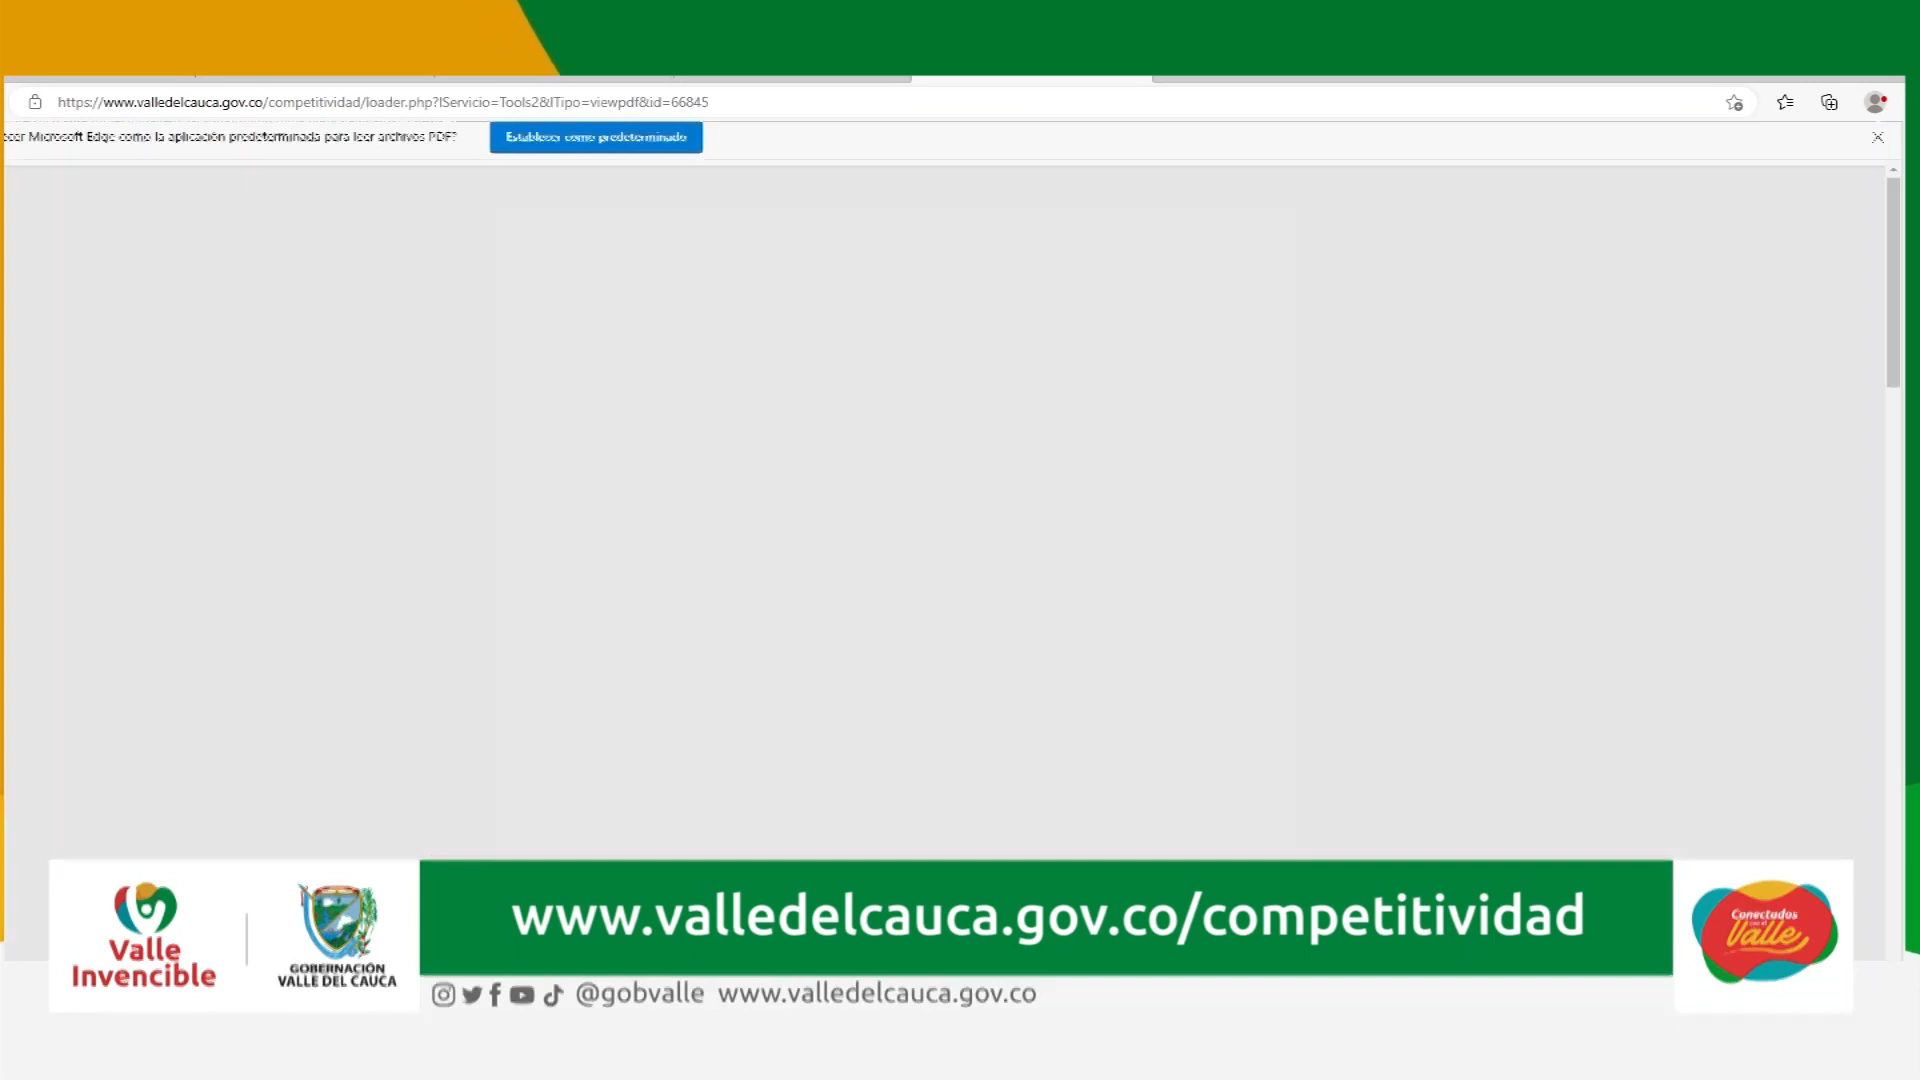 https://www.valledelcauca.gov.co/competitividad/loader.php?lServicio=Tools2&lTipo=viewpdf&id=66845
Microsoft Edge como la aplicación predeterminada para leer archivos PDF?
Establecer como predeterminado
www.valledelcauca.gov.co/competitividad
Valle
Invencible
GOBERNACIÓN
VALLE DEL CAUCA
Conectados
con el
Valle
@gobvalle www.valledelcauca.gov.co